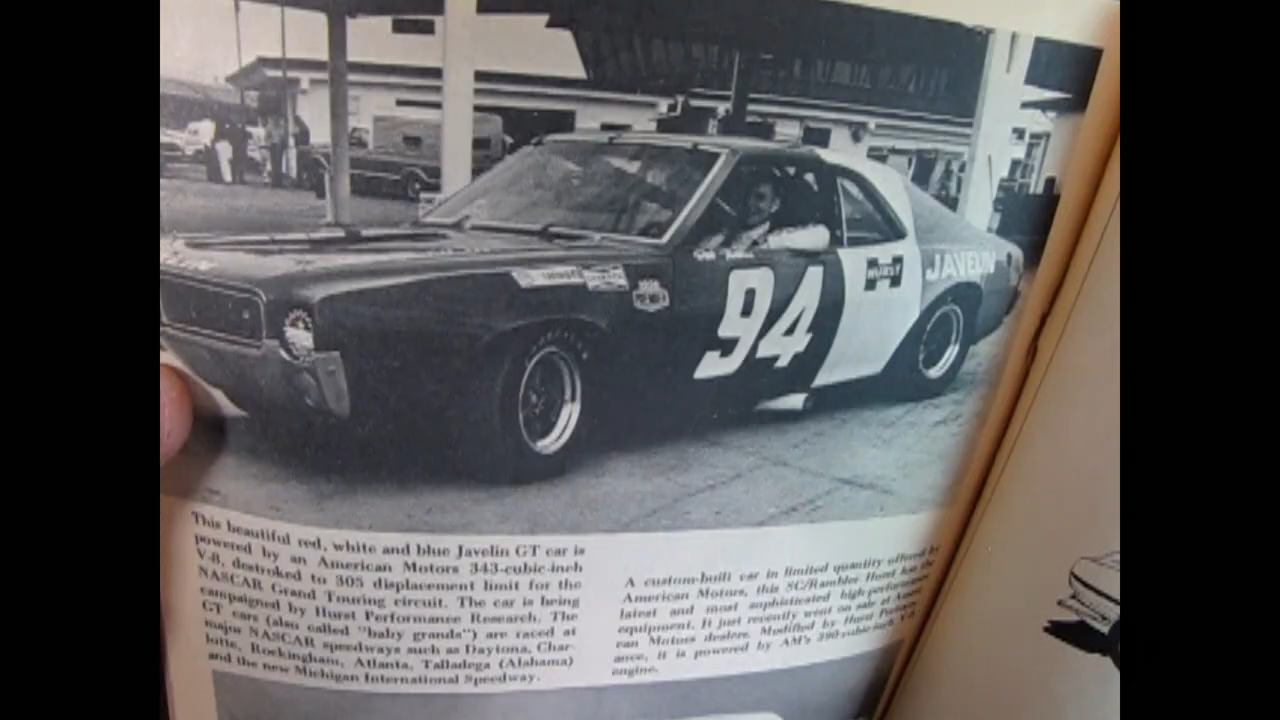 94
HURST
JAVELIN
This beautiful red, white and blue Javelin GT car is
powered by an American Motors 343-cubic-inch
V-8, destroked to 305 displacement limit for the
NASCAR Grand Touring circuit. The car is being
campaigned by Hurst Performance Research. The
GT cars (also called "baby grands") are raced at
major NASCAR speedways such as Daytona, Char-
lotte, Rockingham, Atlanta, Talladega (Alabama)
and the new Michigan International Speedway.
A custom-built car in limited quantity offered by
American Motors, this SC/Rambler Hurst has the
latest and most sophisticated high-performance
equipment. It just recently went on sale at Ameri-
can Motors dealers. Modified by Hurst Perform-
ance, it is powered by AM's 390-cubic-inch V-8
engine.